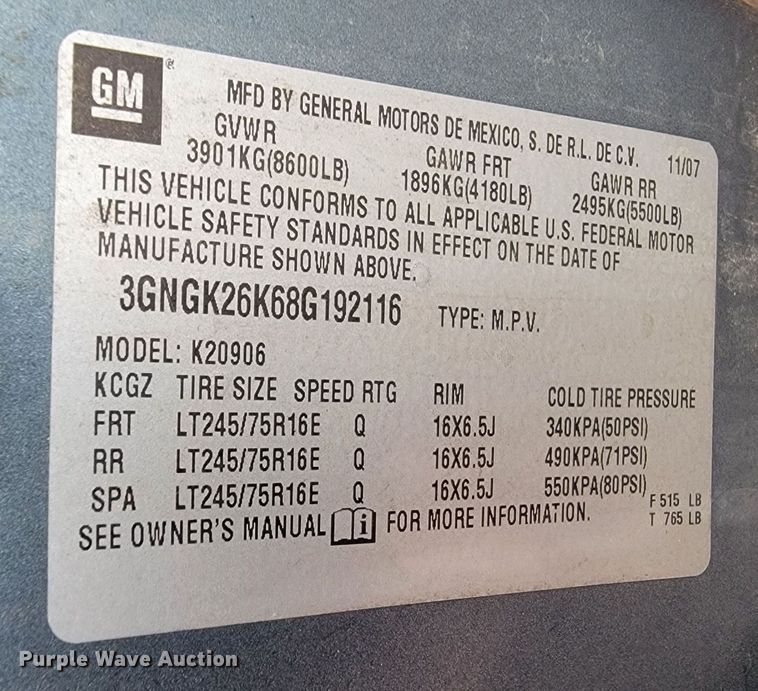 GM®
MFD BY GENERAL MOTORS DE MEXICO, S. DE R.L. DE C.V. 11/07
GVWR GAWR FRT GAWR RR
3901KG(8600LB) 1896KG(4180LB) 2495KG(5500LB)
THIS VEHICLE CONFORMS TO ALL APPLICABLE U.S. FEDERAL MOTOR
VEHICLE SAFETY STANDARDS IN EFFECT ON THE DATE OF
MANUFACTURE SHOWN ABOVE.
3GNGK26K68G192116 TYPE: M.P.V.
MODEL: K20906
KCGZ TIRE SIZE SPEED RTG RIM COLD TIRE PRESSURE
FRT LT245/75R16E Q 16X6.5J 340KPA(50PSI)
RR LT245/75R16E Q 16X6.5J 490KPA(71PSI)
SPA LT245/75R16E Q 16X6.5J 550KPA(80PSI)
F 515 LB
SEE OWNER'S MANUAL i FOR MORE INFORMATION. T 765 LB
Purple Wave Auction